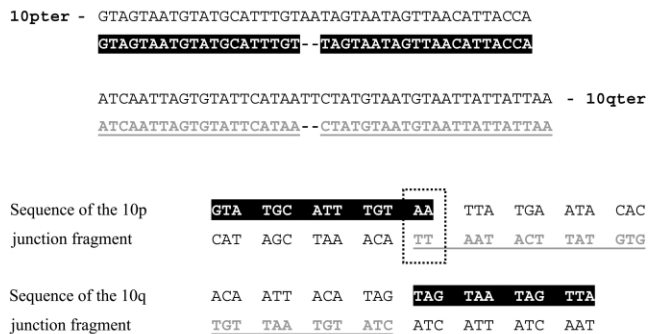 10pter - GTAGTAATGTATGCATTTGTAATAGTAATAGTTAACATTACCA
GTAGTAATGTATGCATTTGT--TAGTAATAGTTAACATTACCA
ATCAATTAGTGTATTCATAATTCTATGTAATGTAATTATTATTAA - 10qter
ATCAATTAGTGTATTCATAA--CTATGTAATGTAATTATTATTAA
Sequence of the 10p GTA TGC ATT TGT AA TTA TGA ATA CAC
junction fragment CAT AGC TAA ACA TT AAT ACT TAT GTG
Sequence of the 10q ACA ATT ACA TAG TAG TAA TAG TTA
junction fragment TGT TAA TGT ATC ATC ATT ATC AAT